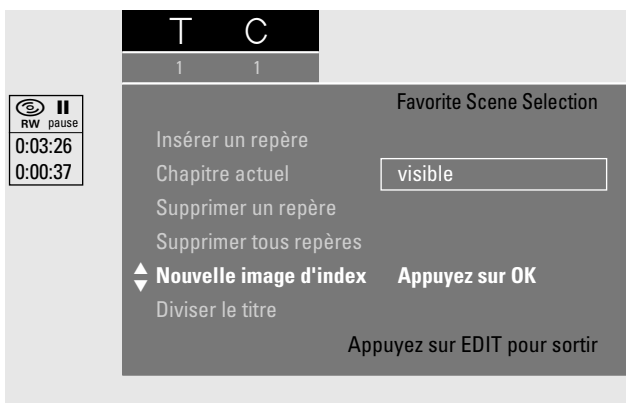 T C
1 1
RW pause
0:03:26
0:00:37
Favorite Scene Selection
Insérer un repère
Chapitre actuel visible
Supprimer un repère
Supprimer tous repères
Nouvelle image d'index Appuyez sur OK
Diviser le titre
Appuyez sur EDIT pour sortir